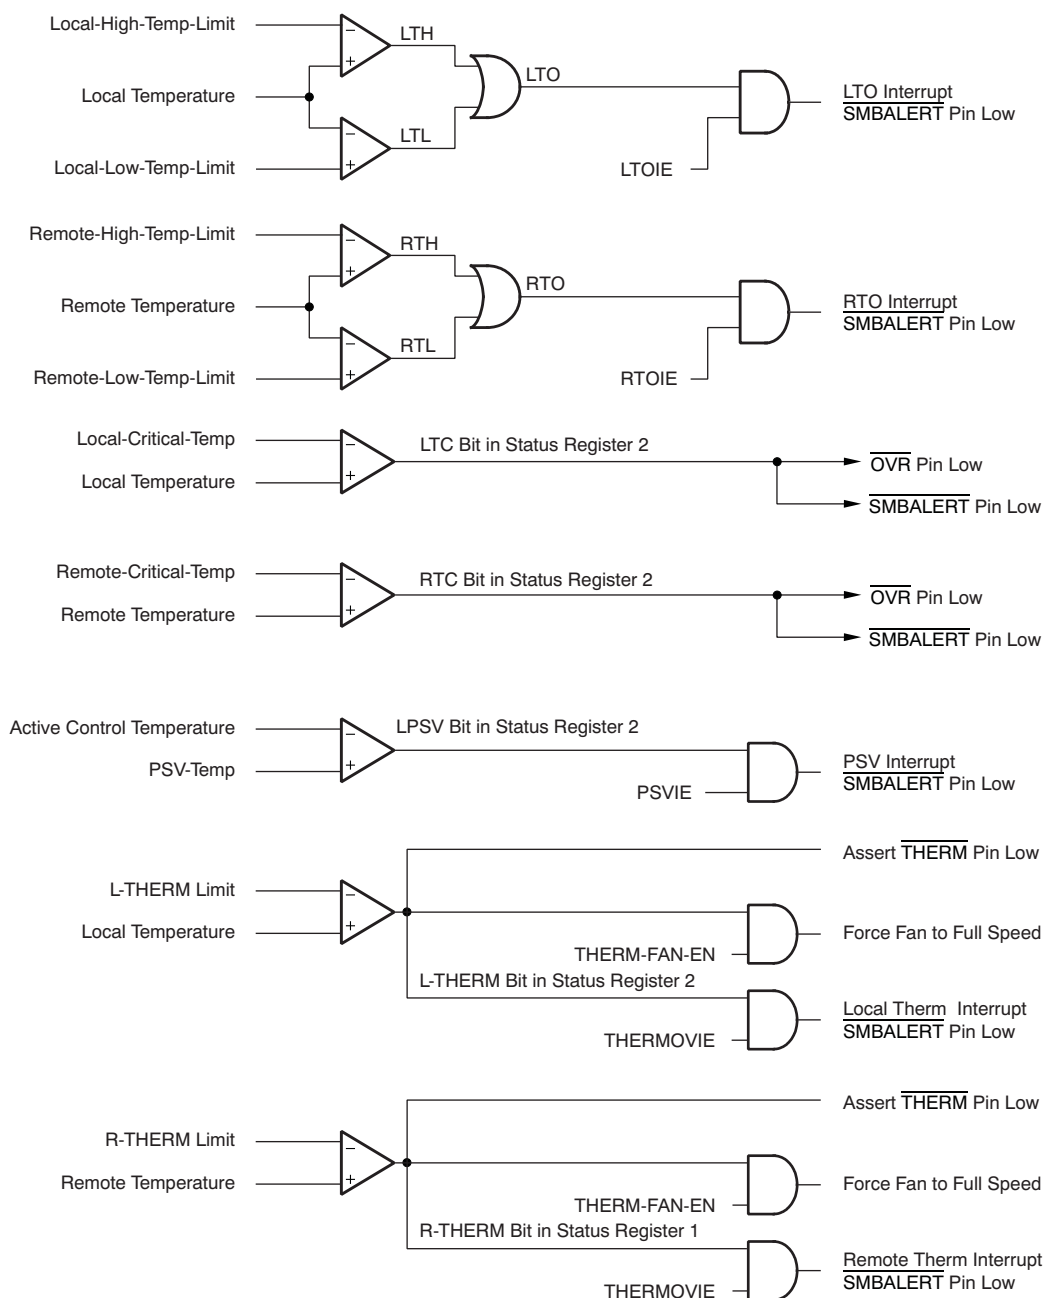 Local-High-Temp-Limit
−
LTH
+
LTO
Local Temperature
LTO Interrupt
SMBALERT Pin Low
−
LTL
+
Local-Low-Temp-Limit
LTOIE
Remote-High-Temp-Limit
−
RTH
+
RTO
Remote Temperature
RTO Interrupt
SMBALERT Pin Low
−
RTL
+
Remote-Low-Temp-Limit
RTOIE
Local-Critical-Temp
−
LTC Bit in Status Register 2
OVR Pin Low
+
Local Temperature
SMBALERT Pin Low
Remote-Critical-Temp
−
RTC Bit in Status Register 2
OVR Pin Low
+
Remote Temperature
SMBALERT Pin Low
Active Control Temperature
−
LPSV Bit in Status Register 2
+
PSV-Temp
PSVIE
PSV Interrupt
SMBALERT Pin Low
Assert THERM Pin Low
L-THERM Limit
−
+
Local Temperature
Force Fan to Full Speed
THERM-FAN-EN
L-THERM Bit in Status Register 2
Local Therm Interrupt
SMBALERT Pin Low
THERMOVIE
Assert THERM Pin Low
R-THERM Limit
−
+
Remote Temperature
Force Fan to Full Speed
THERM-FAN-EN
R-THERM Bit in Status Register 1
Remote Therm Interrupt
SMBALERT Pin Low
THERMOVIE